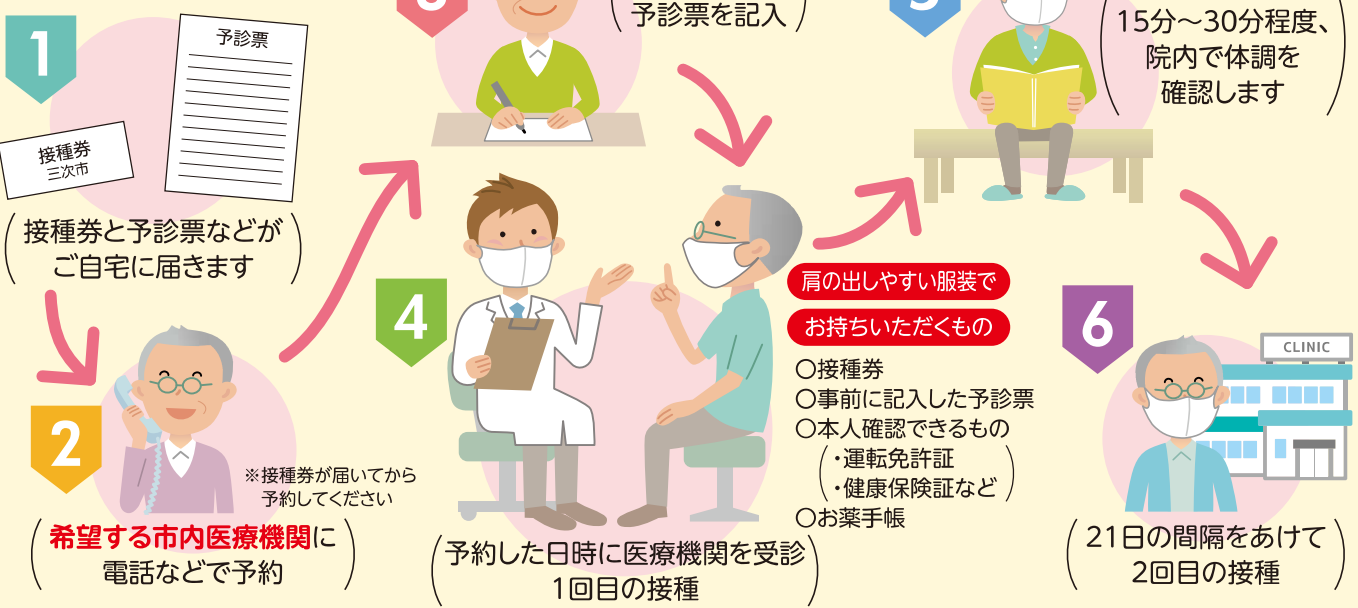 1
予診票
接種券
三次市
接種券と予診票などが
ご自宅に届きます
2
※接種券が届いてから
予約してください
希望する市内医療機関に
電話などで予約
予診票を記入
4
予約した日時に医療機関を受診
1回目の接種
肩の出しやすい服装で
お持ちいただくもの
○接種券
○事前に記入した予診票
○本人確認できるもの
・運転免許証
・健康保険証など
○お薬手帳
15分～30分程度、
院内で体調を
確認します
6
CLINIC
21日の間隔をあけて
2回目の接種